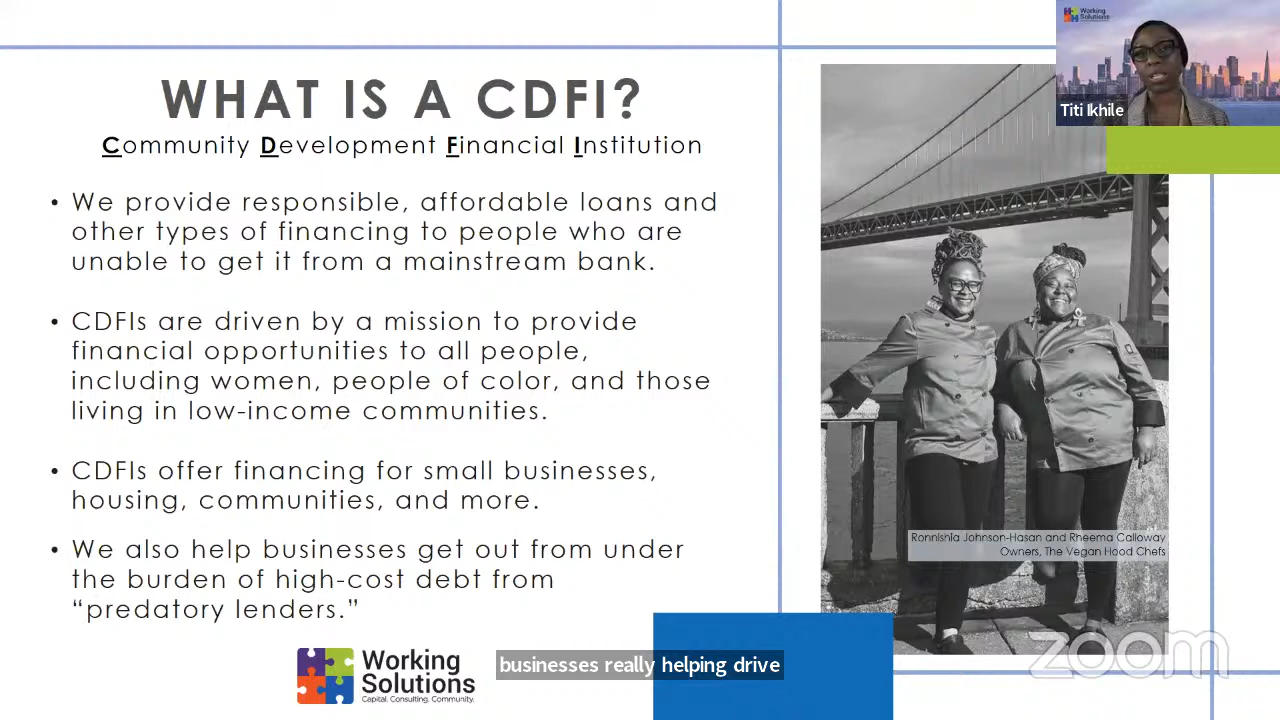 WHAT IS A CDFI?
Community Development Financial Institution
• We provide responsible, affordable loans and
other types of financing to people who are
unable to get it from a mainstream bank.
• CDFIs are driven by a mission to provide
financial opportunities to all people,
including women, people of color, and those
living in low-income communities.
• CDFIs offer financing for small businesses,
housing, communities, and more.
• We also help businesses get out from under
the burden of high-cost debt from
“predatory lenders.”
Working
Solutions
Capital. Consulting. Community.
businesses really helping drive
Working
Solutions
Titi Ikhile
Ronnishia Johnson-Hasan and Rheema Calloway
Owners, The Vegan Hood Chefs
zoom